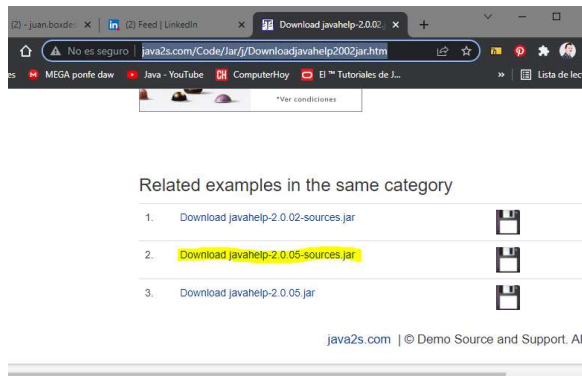 (2) - juan.boxdes
(2) Feed | LinkedIn
Download javahelp-2.0.02.
No es seguro | java2s.com/Code/Jar/j/Downloadjavahelp2002jar.htm
es MEGA ponfe daw Java - YouTube CH ComputerHoy El ™ Tutoriales de J... » Lista de lec
*Ver condiciones
Related examples in the same category
1. Download javahelp-2.0.02-sources.jar
2. Download javahelp-2.0.05-sources.jar
3. Download javahelp-2.0.05.jar
java2s.com | © Demo Source and Support. Al